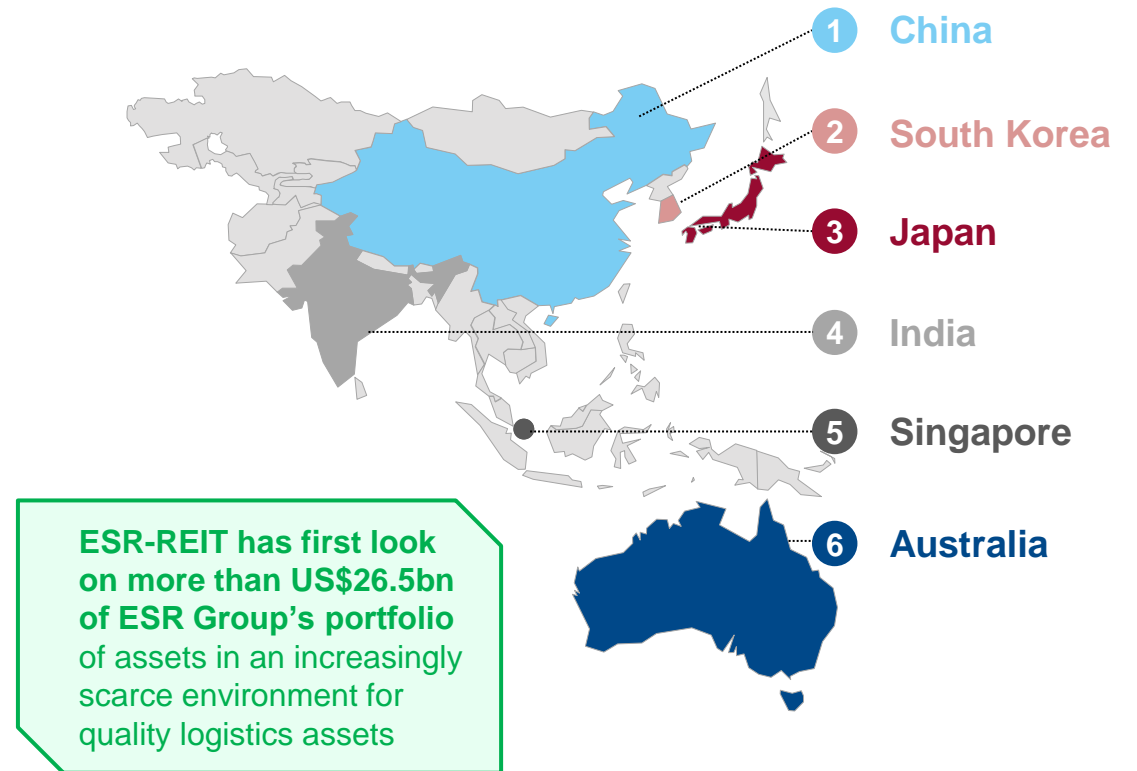 1 China
2 South Korea
3 Japan
4 India
5 Singapore
6 Australia
ESR-REIT has first look
on more than US$26.5bn
of ESR Group’s portfolio
of assets in an increasingly
scarce environment for
quality logistics assets